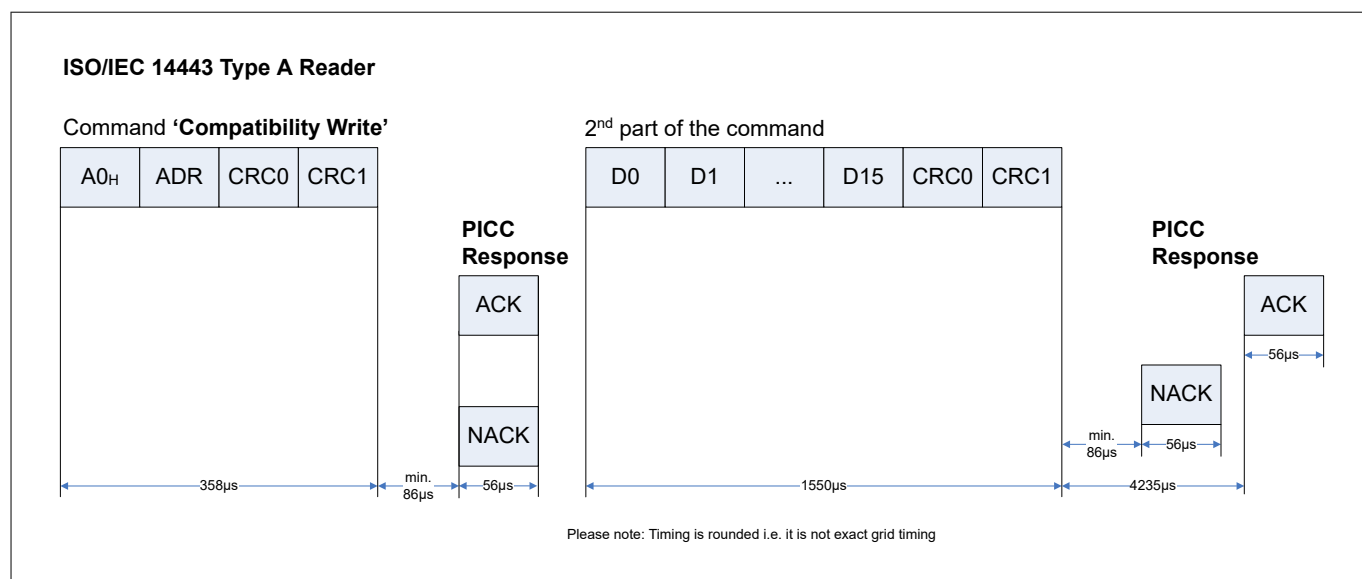 ISO/IEC 14443 Type A Reader
Command ‘Compatibility Write’
2nd part of the command
A0H
ADR
CRC0
CRC1
D0
D1
...
D15
CRC0
CRC1
PICC
Response
PICC
Response
ACK
ACK
56µs
NACK
NACK
min.
86µs
56µs
358µs
min.
86µs
56µs
1550µs
4235µs
Please note: Timing is rounded i.e. it is not exact grid timing